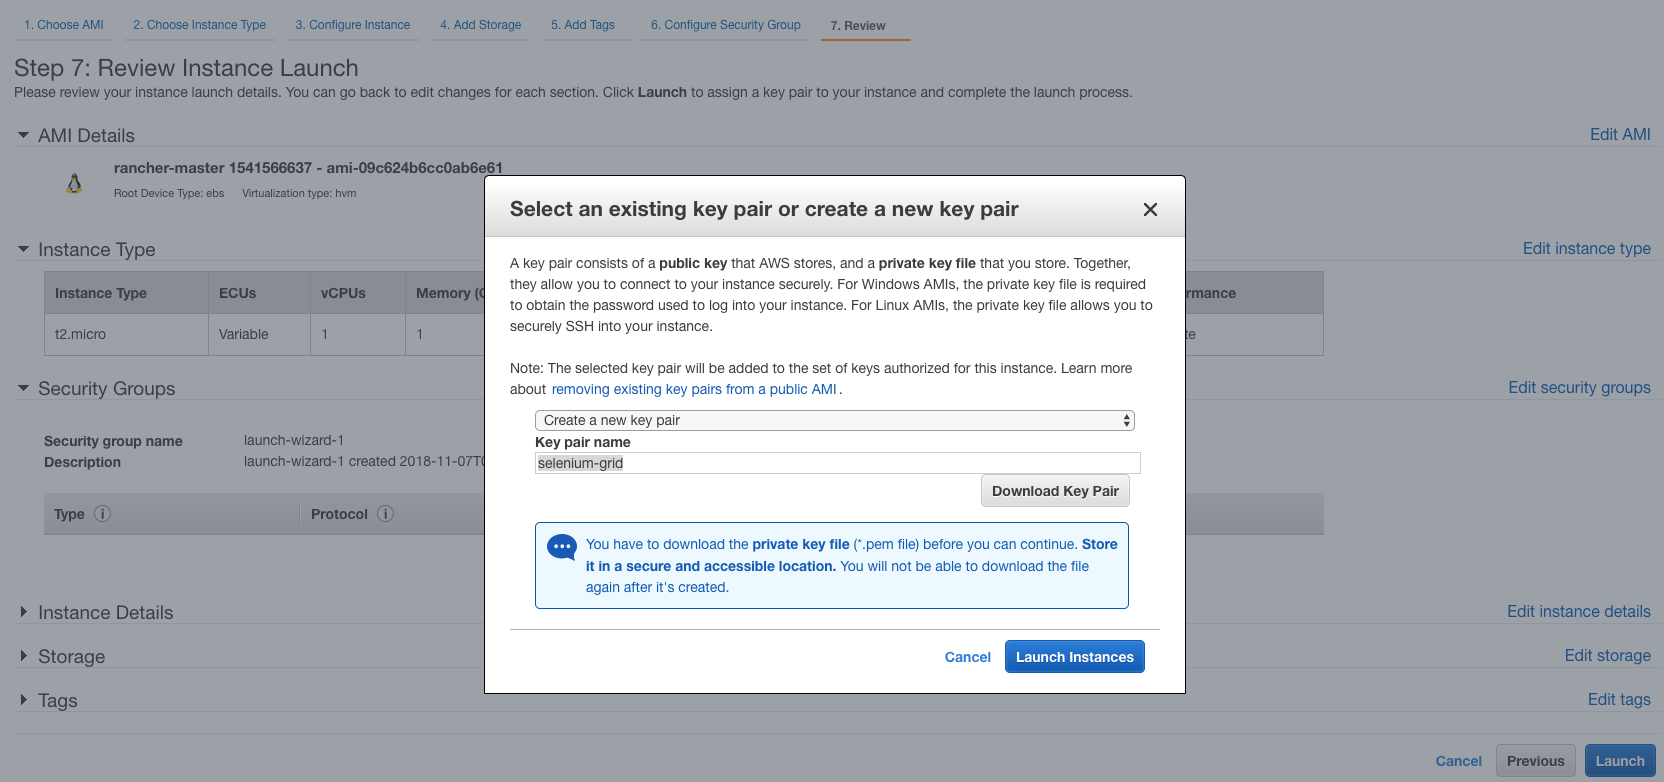 1. Choose AMI 2. Choose Instance Type 3. Configure Instance 4. Add Storage 5. Add Tags 6. Configure Security Group 7. Review
Step 7: Review Instance Launch
Please review your instance launch details. You can go back to edit changes for each section. Click Launch to assign a key pair to your instance and complete the launch process.
AMI Details Edit AMI
rancher-master 1541566637 - ami-09c624b6cc0ab6e61
Root Device Type: ebs Virtualization type: hvm
Select an existing key pair or create a new key pair
Instance Type Edit instance type
A key pair consists of a public key that AWS stores, and a private key file that you store. Together,
they allow you to connect to your instance securely. For Windows AMIs, the private key file is required
to obtain the password used to log into your instance. For Linux AMIs, the private key file allows you to
securely SSH into your instance.
Instance Type ECUs vCPUs Memory
t2.micro Variable 1 1
Note: The selected key pair will be added to the set of keys authorized for this instance. Learn more
about removing existing key pairs from a public AMI.
Security Groups Edit security groups
Create a new key pair
Key pair name
selenium-grid
Download Key Pair
Security group name launch-wizard-1
Description launch-wizard-1 created 2018-11-07
Type i Protocol i
You have to download the private key file (*.pem file) before you can continue. Store
it in a secure and accessible location. You will not be able to download the file
again after it's created.
Cancel Launch Instances
Instance Details Edit instance details
Storage Edit storage
Tags Edit tags
Cancel Previous Launch